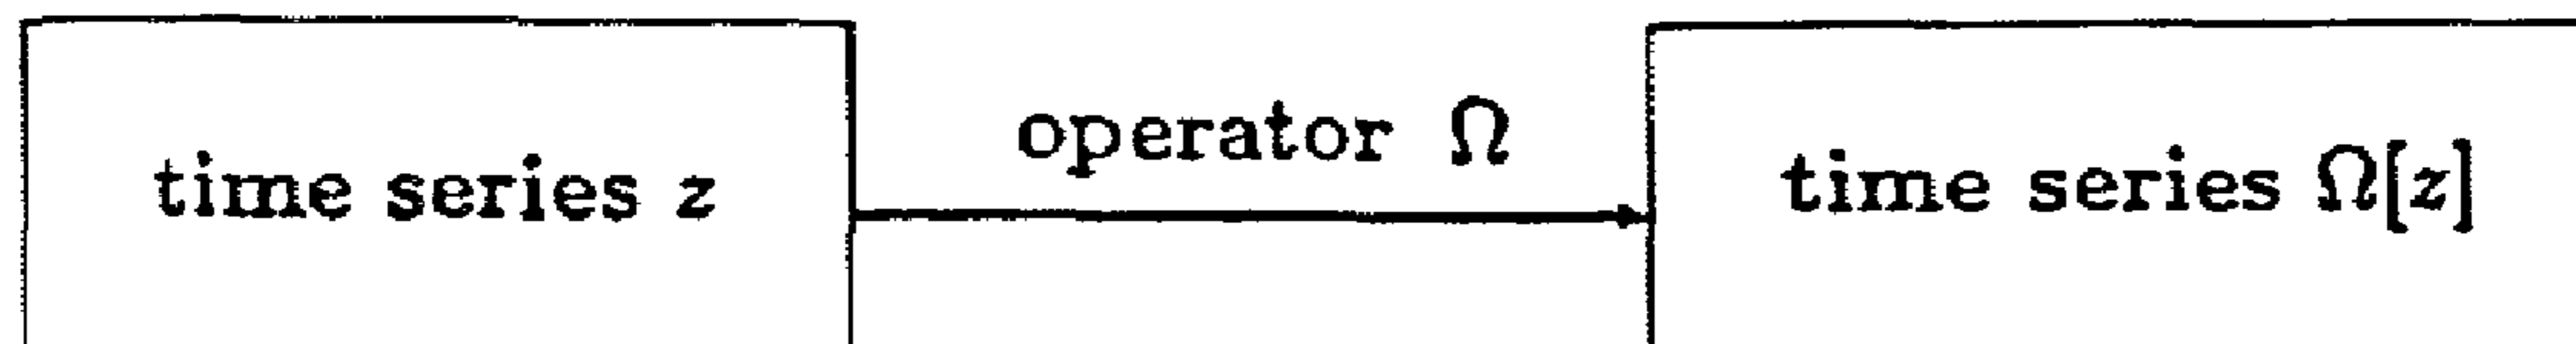 time series z
operator Ω
time series Ω[z]